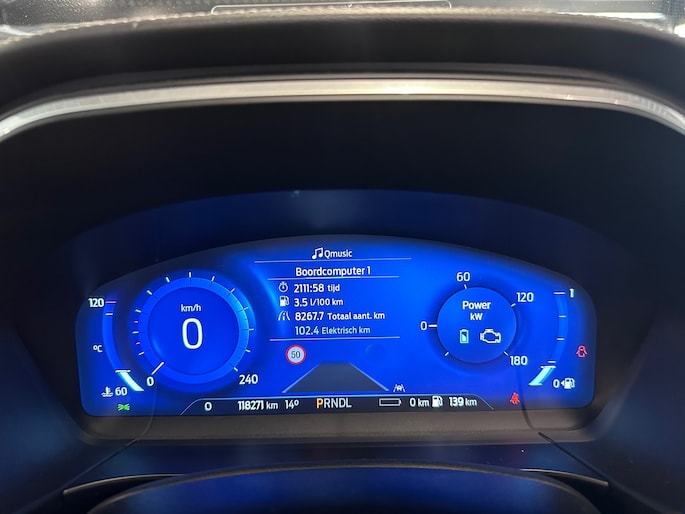 Qmusic
Boordcomputer 1
2111:58 tijd
3.5 l/100 km
8267.7 Totaal aant. km
102.4 Elektrisch km
50
120
°C
60
km/h
0
0
240
Power
kW
0
60
120
180
1
0
0
118271 km
14°
PRNDL
0 km
139 km